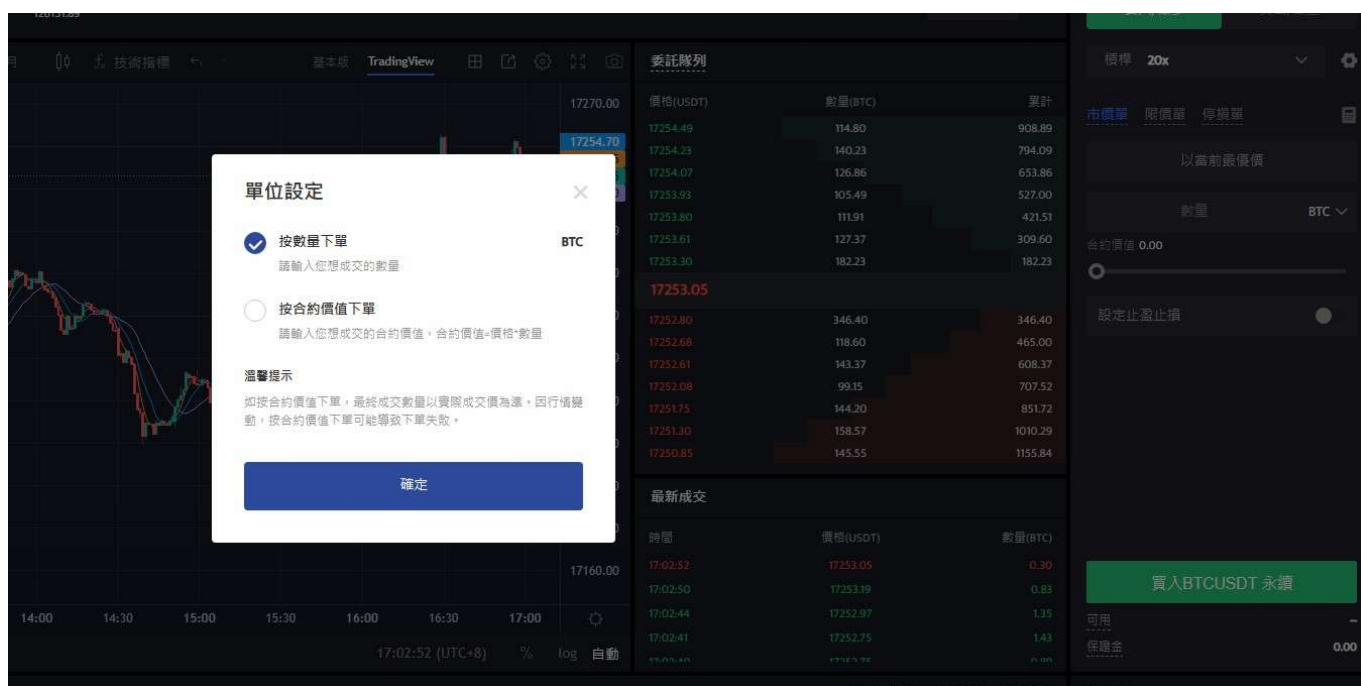 技術指標
基本版 TradingView
17270.00
17254.70
17160.00
14:00 14:30 15:00 15:30 16:00 16:30 17:00
17:02:52 (UTC+8) % log 自動
單位設定
按數量下單 BTC
請輸入您想成交的數量
按合約價值下單
請輸入您想成交的合約價值，合約價值=價格*數量
溫馨提示
如按合約價值下單，最終成交數量以實際成交價為準。因行情變
動，按合約價值下單可能導致下單失敗。
確定
委託隊列
價格(USDT) 數量(BTC) 累計
17254.49 114.80 908.89
17254.23 140.23 794.09
17254.07 126.86 653.86
17253.93 105.49 527.00
17253.80 111.91 421.51
17253.61 127.37 309.60
17253.30 182.23 182.23
17253.05
17252.80 346.40 346.40
17252.68 118.60 465.00
17252.61 143.37 608.37
17252.08 99.15 707.52
17251.75 144.20 851.72
17251.30 158.57 1010.29
17250.85 145.55 1155.84
最新成交
時間 價格(USDT) 數量(BTC)
17:02:52 17253.05 0.30
17:02:50 17253.19 0.83
17:02:44 17252.97 1.35
17:02:41 17252.75 1.43
槓桿 20x
市價單 限價單 停損單
以當前最優價
數量 BTC
合約價值 0.00
設定止盈止損
買入BTCUSDT 永續
可用 --
保證金 0.00